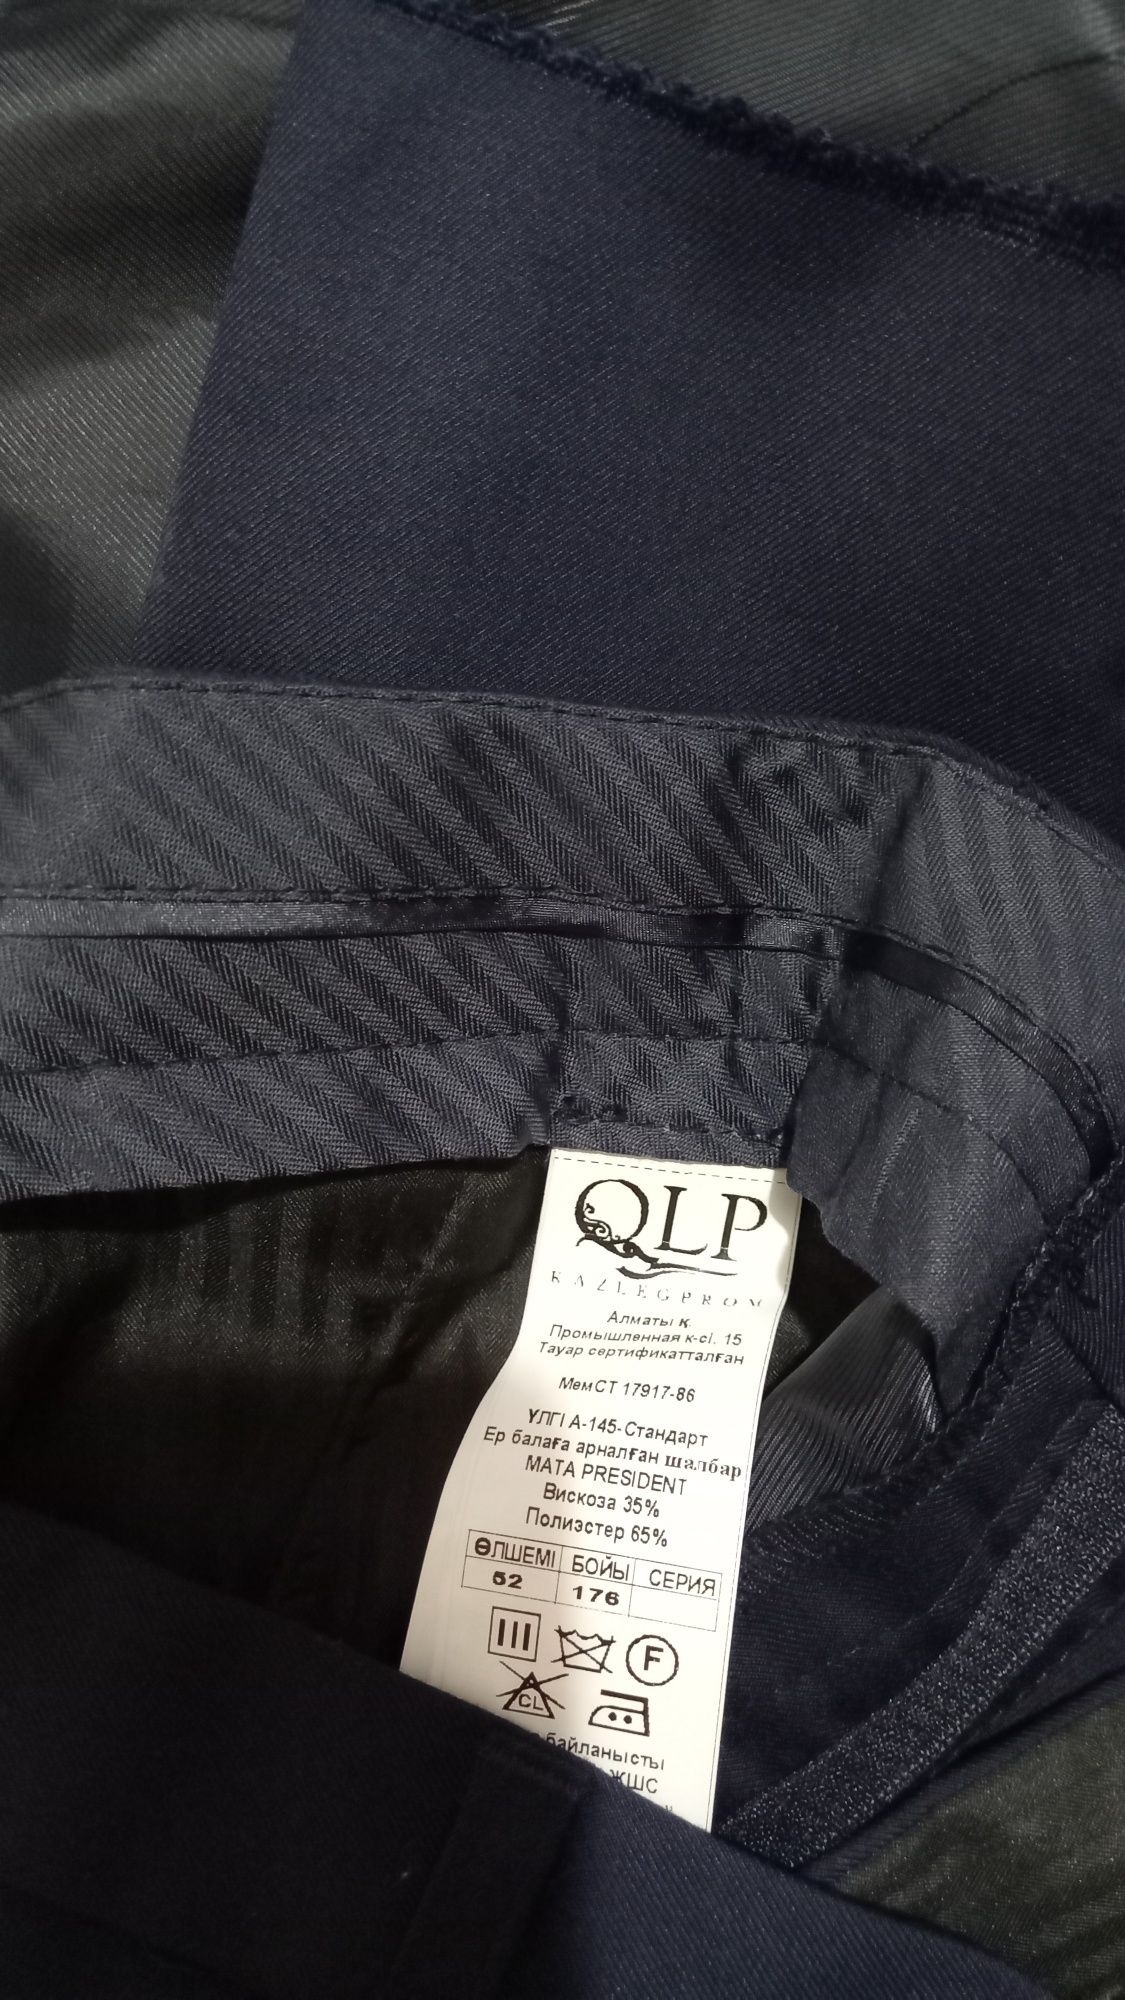 QLP
KAZLEGPROM
Алматы қ.
Промышленная к-сі. 15
Тауар сертификатталған
МемСТ 17917-86
ҮЛГІ А-145-Стандарт
Ер балаға арналған шалбар
МАТА PRESIDENT
Вискоза 35%
Полиэстер 65%
ӨЛШЕМІ БОЙЫ СЕРИЯ
52 176
F
CL
байланысты
ЖШС